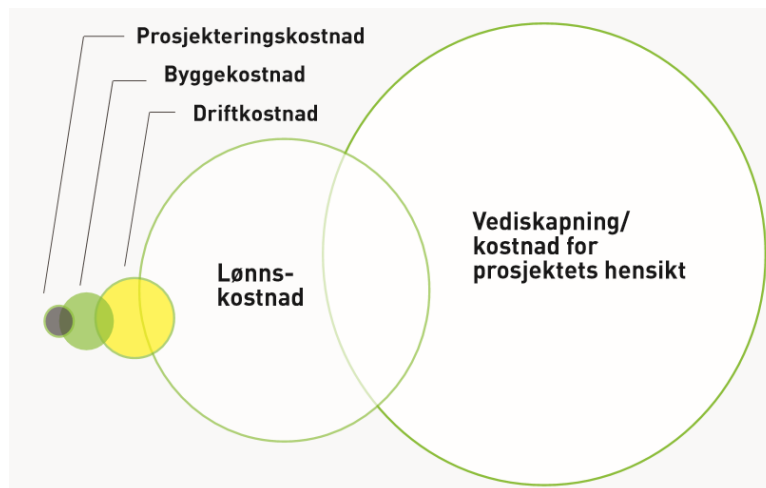 Prosjekteringskostnad
Byggekostnad
Driftkostnad
Lønns-
kostnad
Vediskapning/
kostnad for
prosjektets hensikt